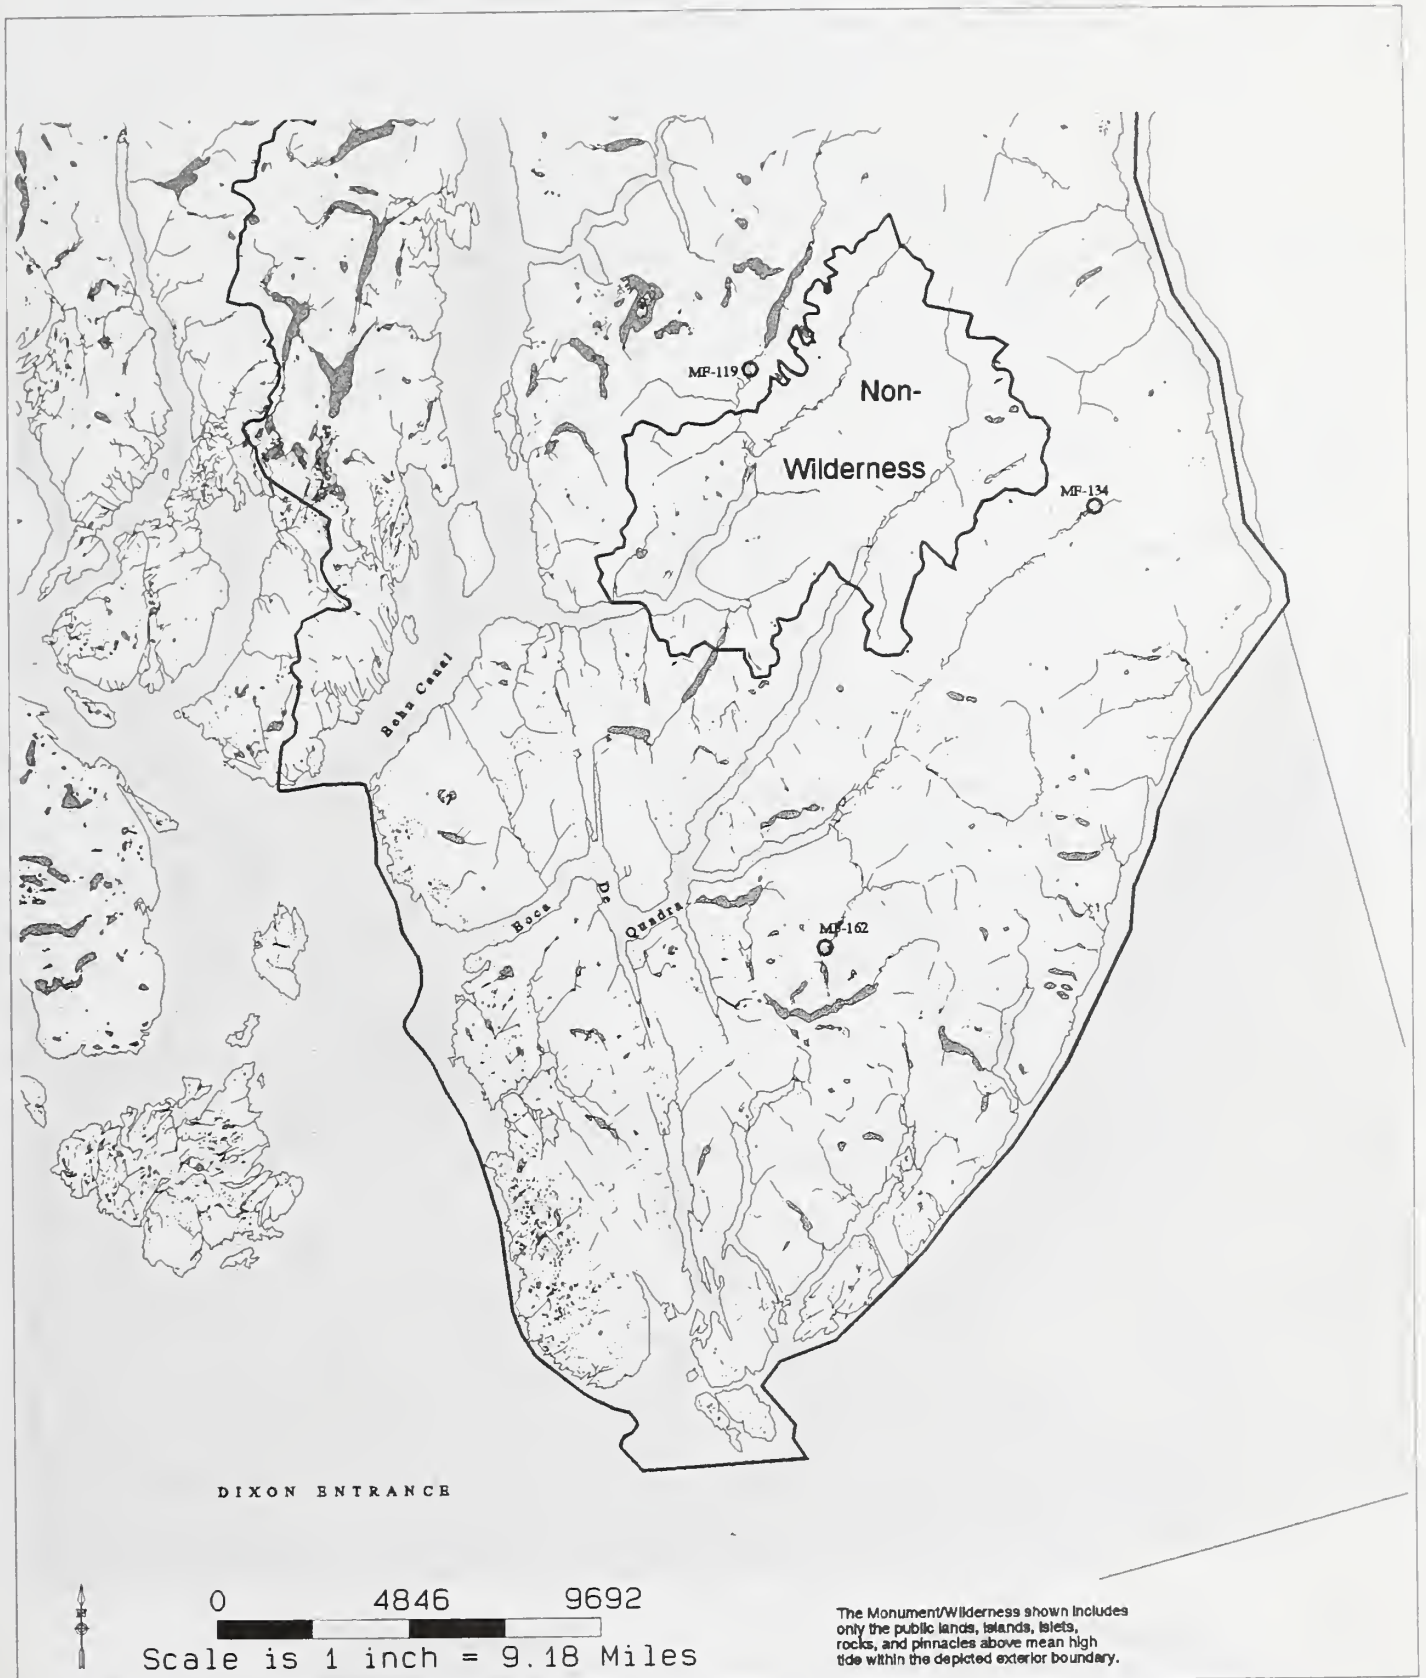 MF-119
Non-
Wilderness
MF-134
Behn Canal
Boca
De
Quadra
MF-162
DIXON ENTRANCE
0 4846 9692
Scale is 1 inch = 9.18 Miles
The Monument/Wilderness shown includes
only the public lands, islands, islets,
rocks, and pinnacles above mean high
tide within the depicted exterior boundary.